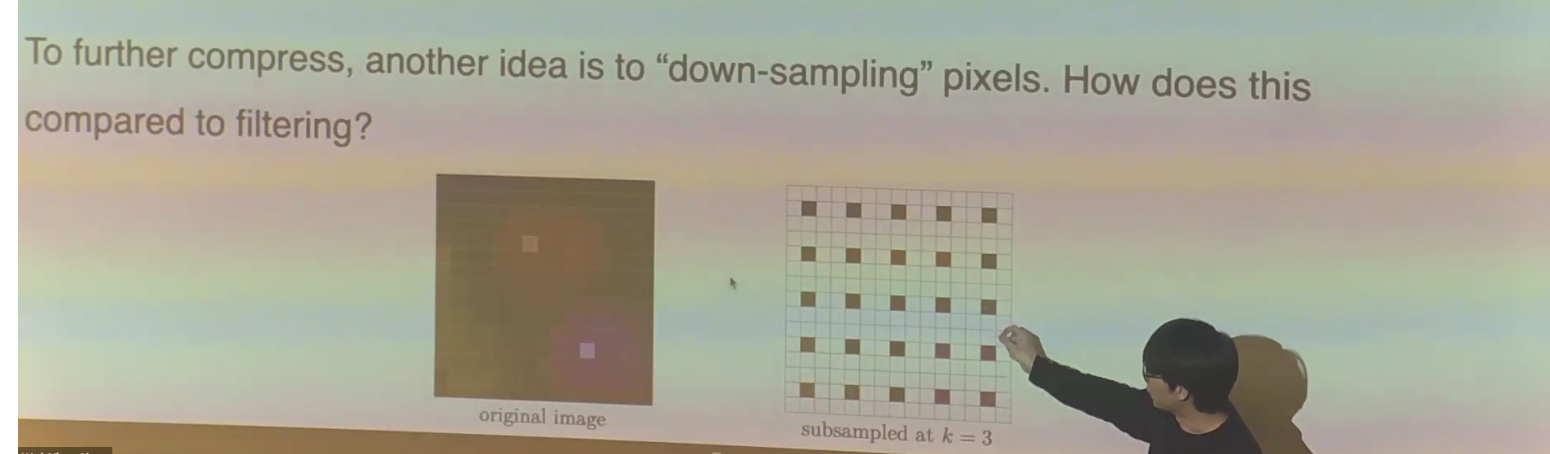 To further compress, another idea is to “down-sampling” pixels. How does this
compared to filtering?
original image
subsampled at k = 3